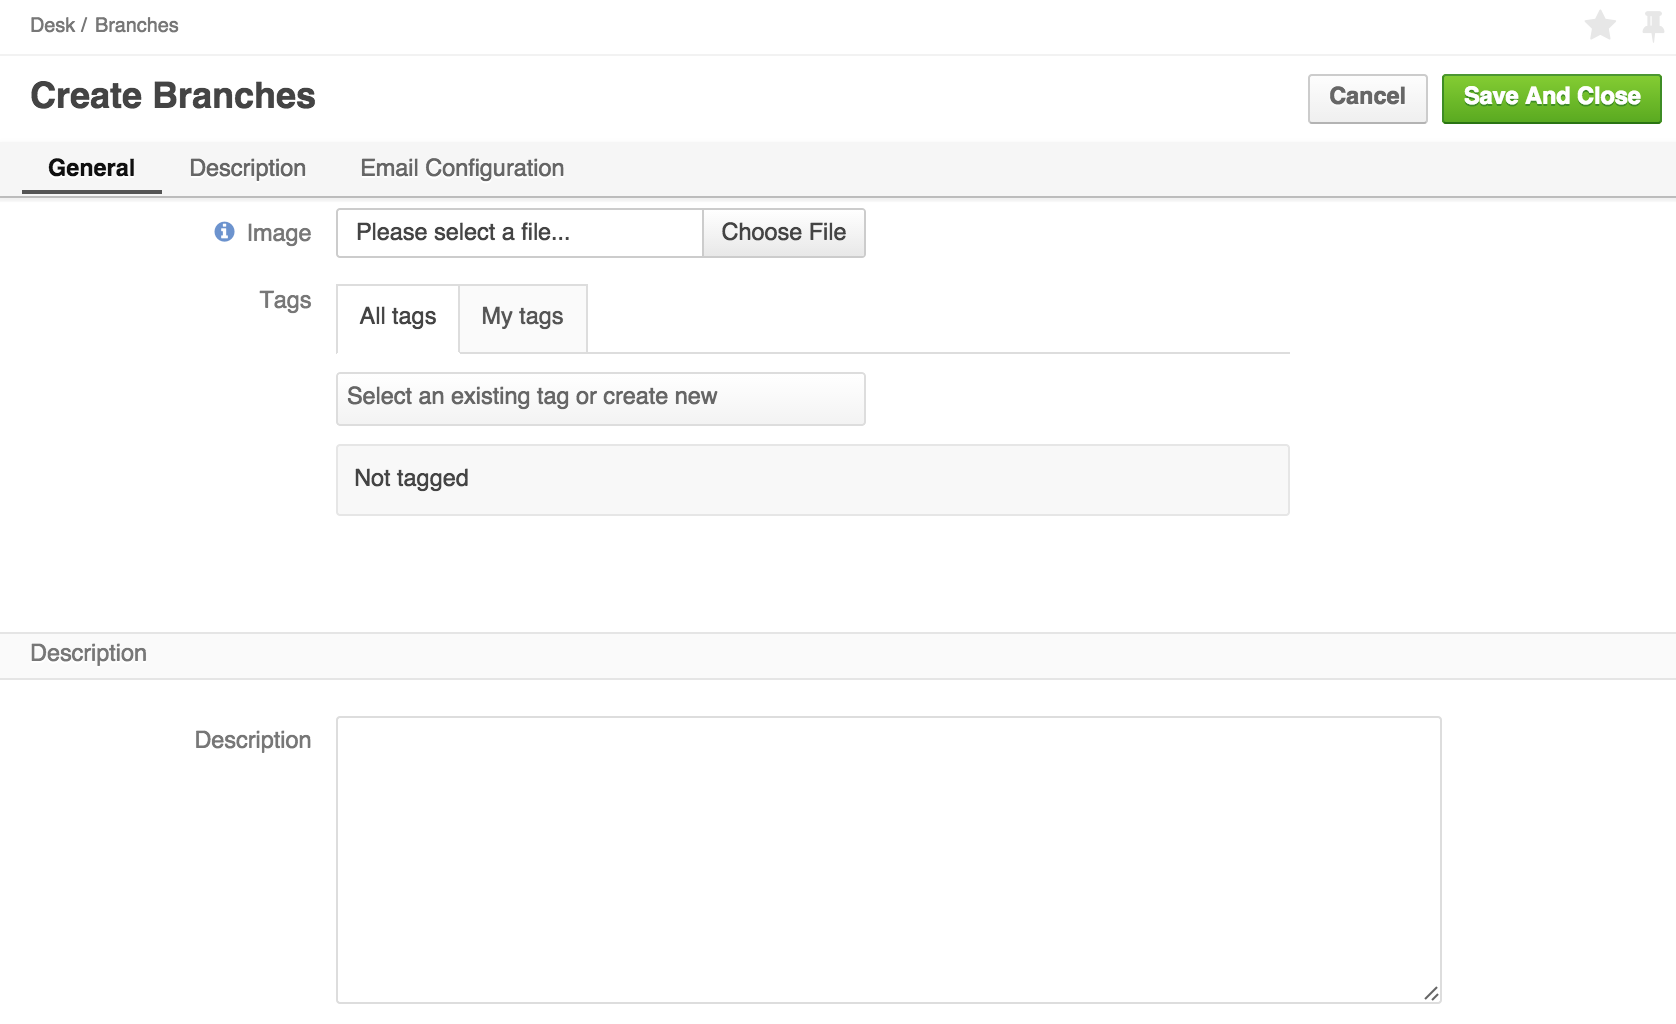 Desk / Branches
Create Branches
Cancel
Save And Close
General
Description
Email Configuration
Image
Please select a file...
Choose File
Tags
All tags
My tags
Select an existing tag or create new
Not tagged
Description
Description